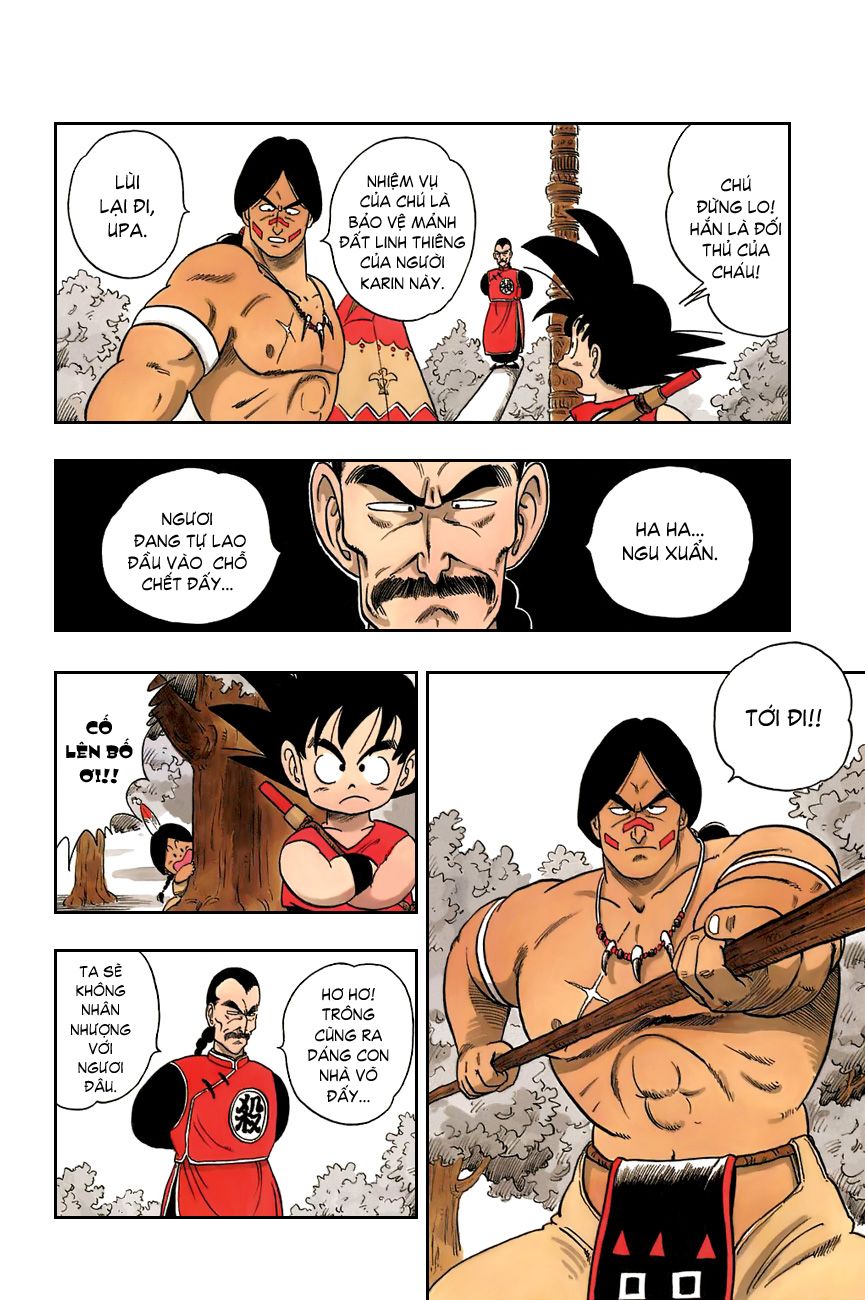 CHÚ
ĐỪNG LO!
HẮN LÀ ĐỐI
THỦ CỦA
CHÁU!
NHIỆM VỤ
CỦA CHÚ LÀ
BẢO VỆ MẢNH
ĐẤT LINH THIÊNG
CỦA NGƯỜI
KARIN NÀY.
LÙI
LẠI ĐI,
UPA.
HA HA...
NGU XUẨN.
NGƯƠI
ĐANG TỰ LAO
ĐẦU VÀO CHỖ
CHẾT ĐẤY...
TỚI ĐI!!
CỐ
LÊN BỐ
ƠI!!
HƠ HƠ!
TRÔNG
CŨNG RA
DÁNG CON
NHÀ VÕ
ĐẤY...
TA SẼ
KHÔNG
NHÂN
NHƯỢNG
VỚI
NGƯƠI
ĐÂU.
殺